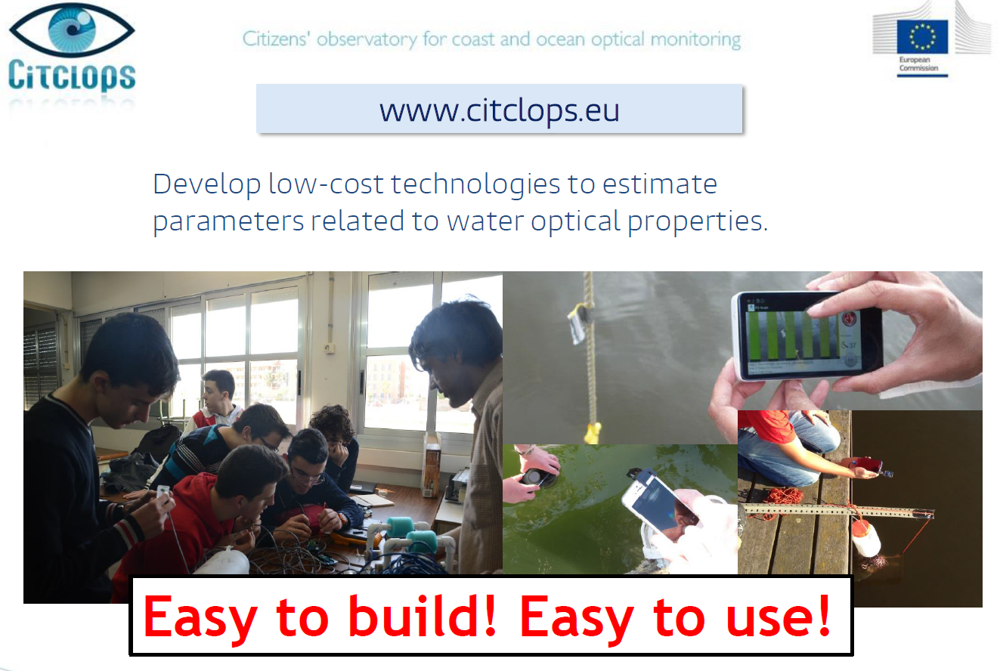 Citclops
Citizens' observatory for coast and ocean optical monitoring
European
Commission
www.citclops.eu
Develop low-cost technologies to estimate
parameters related to water optical properties.
Easy to build! Easy to use!